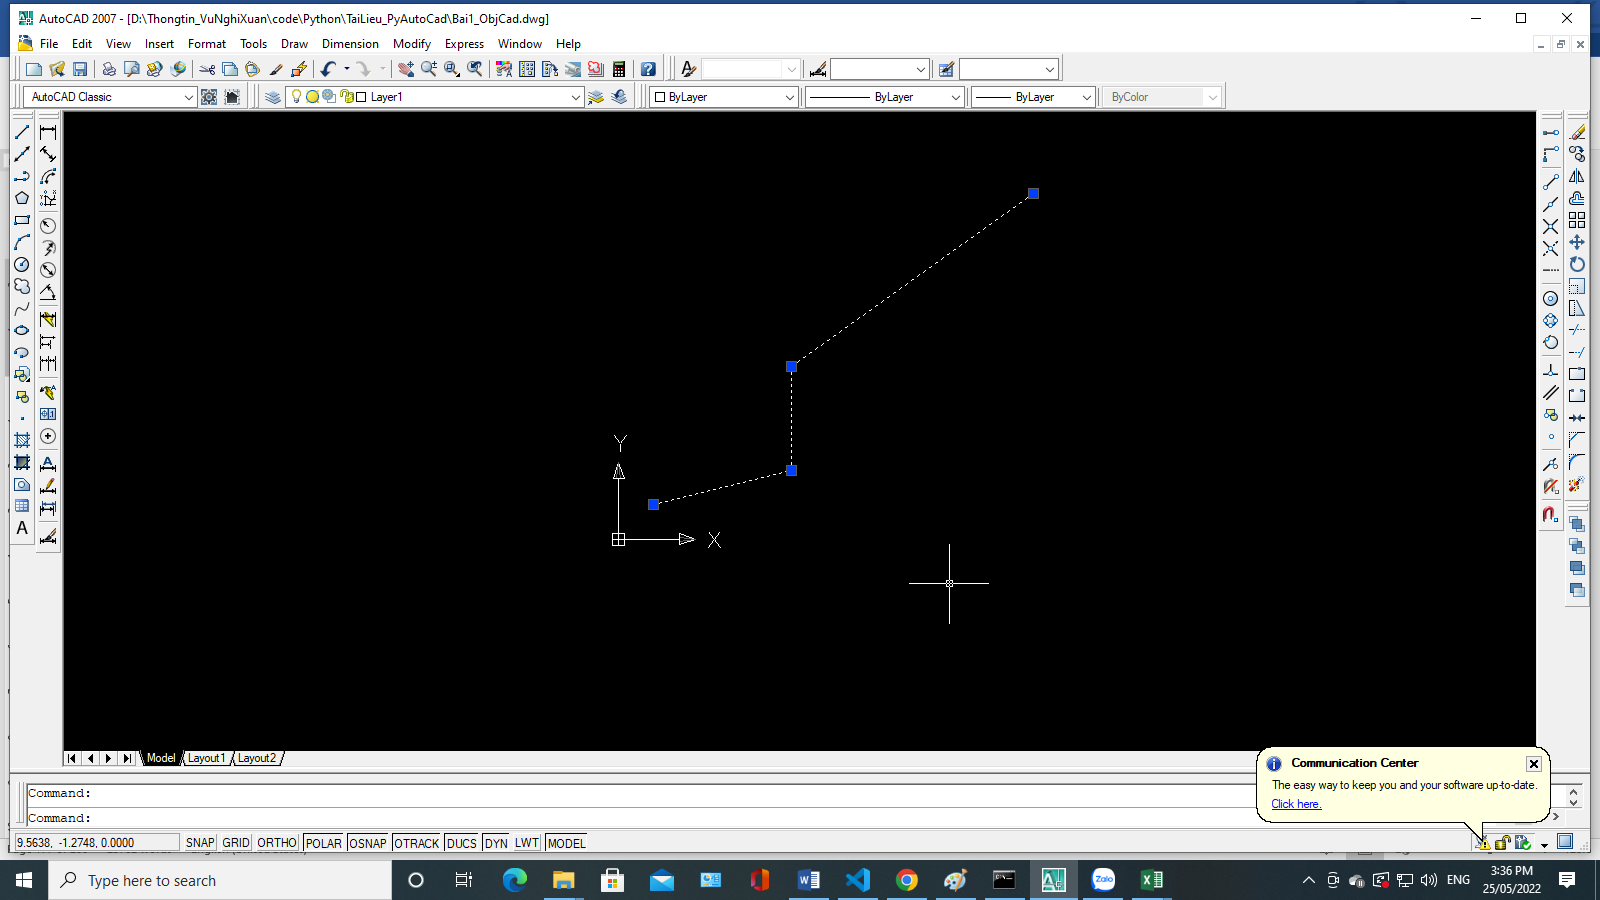 AutoCAD 2007 - [D:\Thongtin_VuNghiXuan\code\Python\TaiLieu_PyAutoCad\Bai1_ObjCad.dwg]
File Edit View Insert Format Tools Draw Dimension Modify Express Window Help
AutoCAD Classic Layer1 ByLayer ByLayer ByLayer ByColor
Y
X
A
Model Layout1 Layout2
Communication Center
The easy way to keep you and your software up-to-date.
Click here.
Command:
Command:
9.5638, -1.2748, 0.0000 SNAP GRID ORTHO POLAR OSNAP OTRACK DUCS DYN LWT MODEL
Type here to search
Zalo
ENG
3:36 PM
25/05/2022